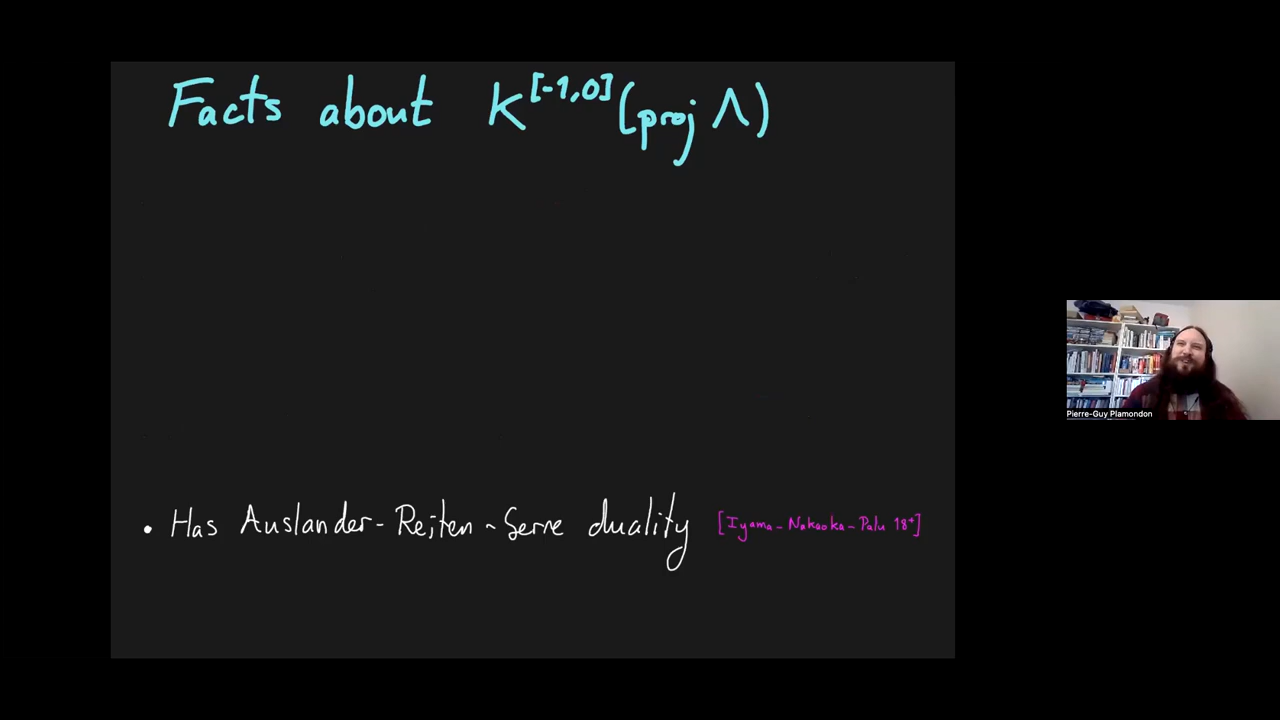 Facts about K^[-1,0](proj Λ)
• Has Auslander-Reiten-Serre duality [Iyama-Nakaoka-Palu 18+]
Pierre-Guy Plamondon